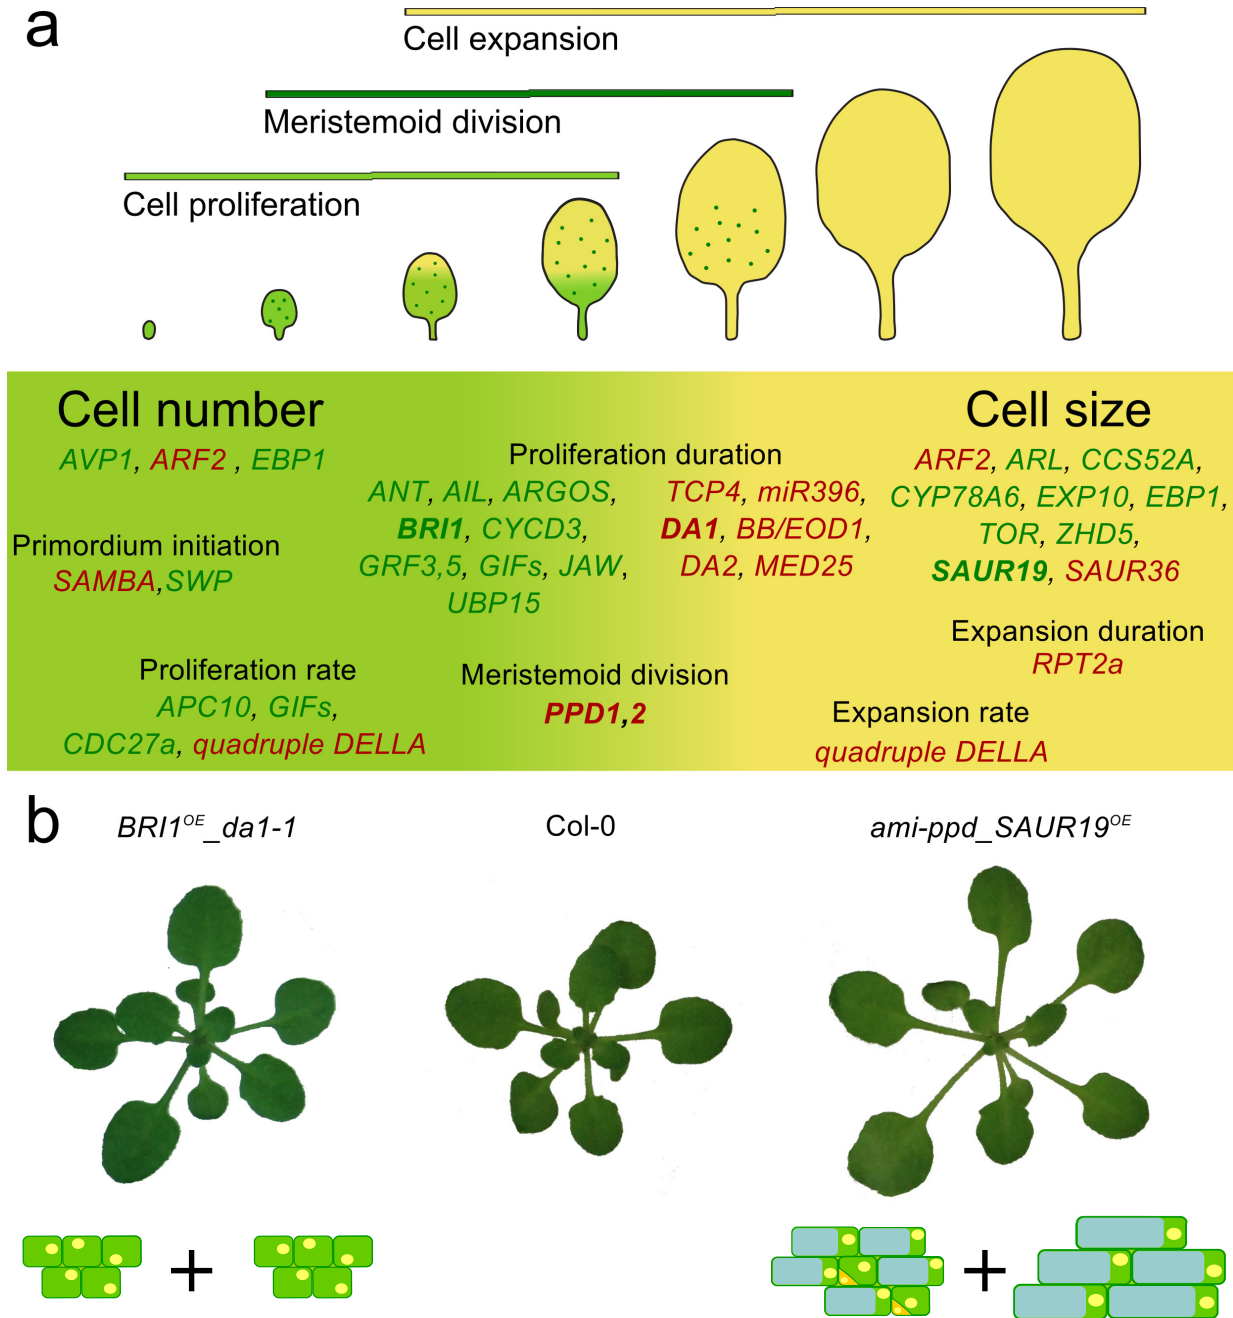 a
Cell expansion
Meristemoid division
Cell proliferation
Cell number
AVP1, ARF2 , EBP1
Primordium initiation
SAMBA,SWP
Proliferation rate
APC10, GIFs,
CDC27a, quadruple DELLA
Proliferation duration
ANT, AIL, ARGOS,
BRI1, CYCD3,
GRF3,5, GIFs, JAW,
UBP15
TCP4, miR396,
DA1, BB/EOD1,
DA2, MED25
Meristemoid division
PPD1,2
Cell size
ARF2, ARL, CCS52A,
CYP78A6, EXP10, EBP1,
TOR, ZHD5,
SAUR19, SAUR36
Expansion duration
RPT2a
Expansion rate
quadruple DELLA
b
BRI1OE_da1-1
Col-0
ami-ppd_SAUR19OE
+
+